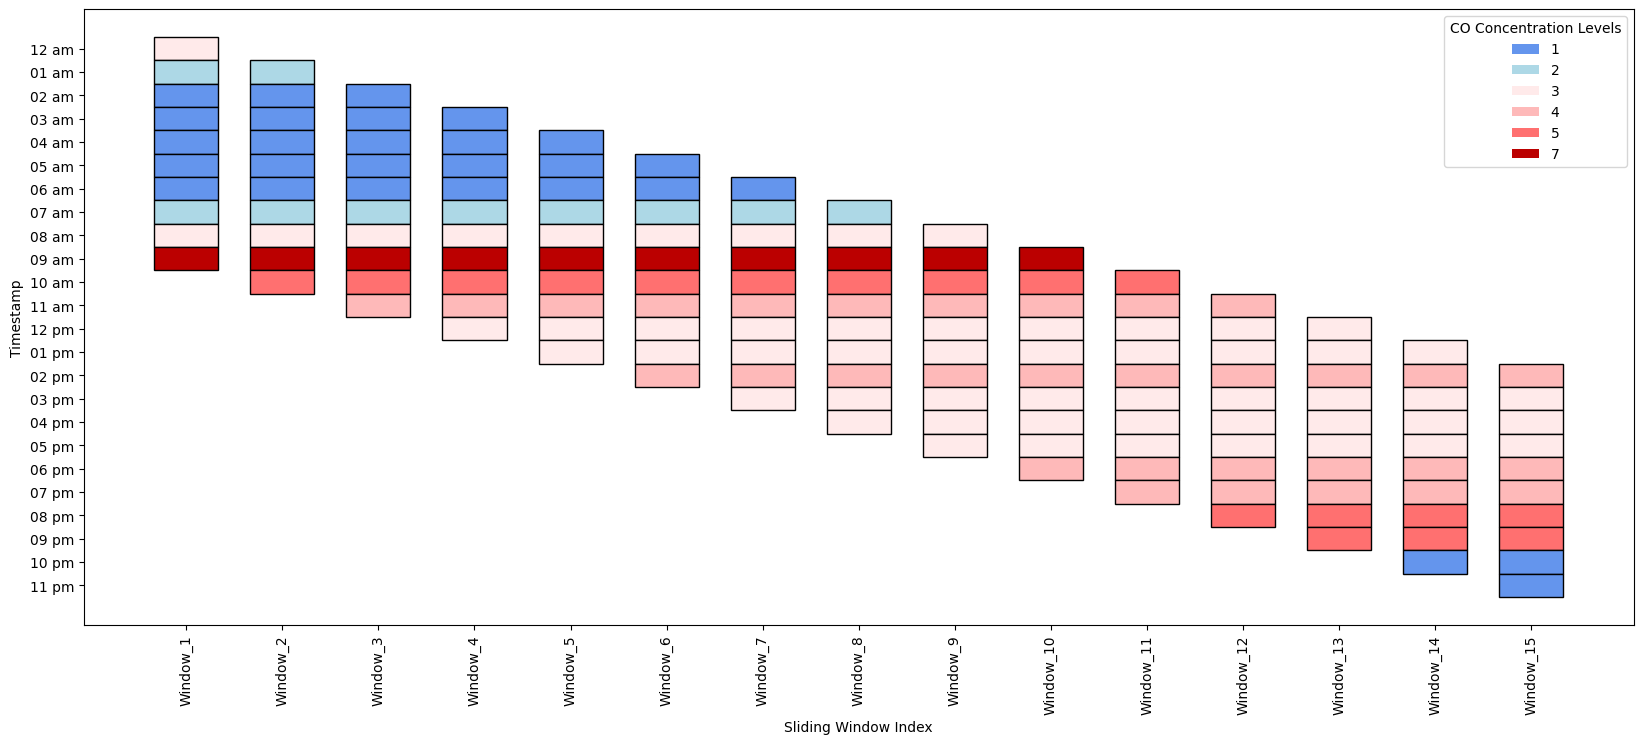 CO Concentration Levels
1
2
3
4
5
7
Timestamp
12 am
01 am
02 am
03 am
04 am
05 am
06 am
07 am
08 am
09 am
10 am
11 am
12 pm
01 pm
02 pm
03 pm
04 pm
05 pm
06 pm
07 pm
08 pm
09 pm
10 pm
11 pm
Window_1
Window_2
Window_3
Window_4
Window_5
Window_6
Window_7
Window_8
Window_9
Window_10
Window_11
Window_12
Window_13
Window_14
Window_15
Sliding Window Index